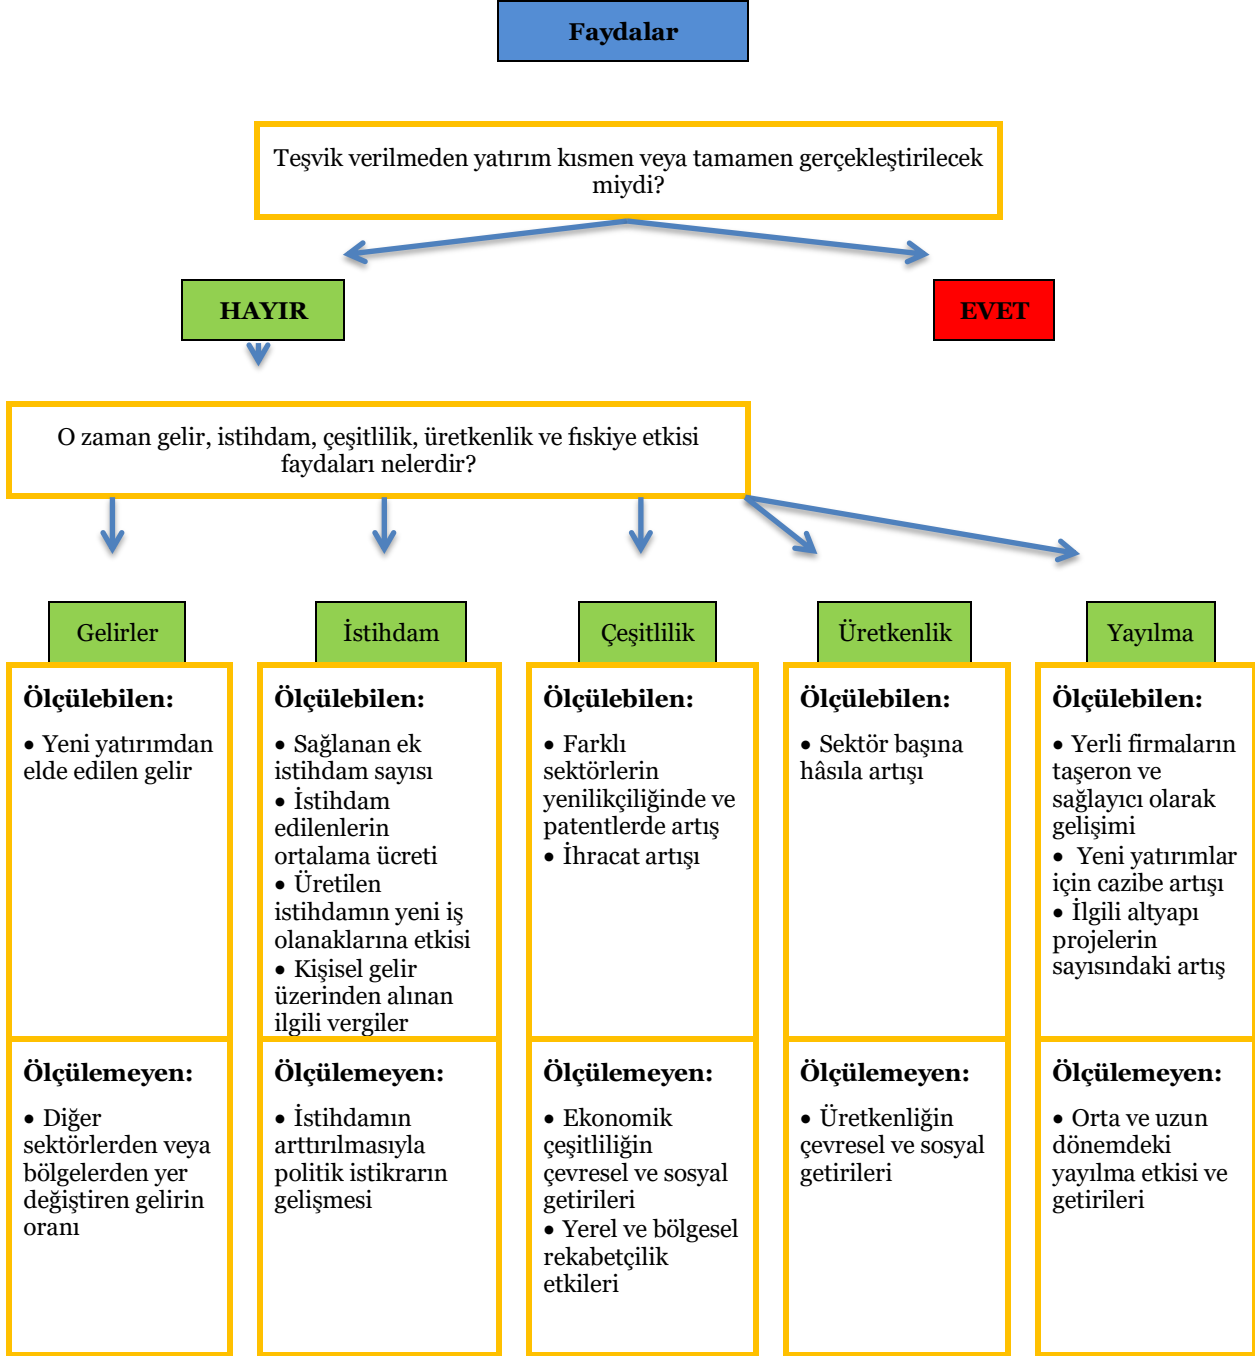 Faydalar
Teşvik verilmeden yatırım kısmen veya tamamen gerçekleştirilecek
miydi?
HAYIR
EVET
O zaman gelir, istihdam, çeşitlilik, üretkenlik ve fiskiye etkisi
faydaları nelerdir?
Gelirler
İstihdam
Çeşitlilik
Üretkenlik
Yayılma
Ölçülebilen:
• Yeni yatırımdan
elde edilen gelir
Ölçülebilen:
• Sağlanan ek
istihdam sayısı
• İstihdam
edilenlerin
ortalama ücreti
• Üretilen
istihdamın yeni iş
olanaklarına etkisi
• Kişisel gelir
üzerinden alınan
ilgili vergiler
Ölçülebilen:
• Farklı
sektörlerin
yenilikçiliğinde ve
patentlerde artış
• İhracat artışı
Ölçülebilen:
• Sektör başına
hâsıla artışı
Ölçülebilen:
• Yerli firmaların
taşeron ve
sağlayıcı olarak
gelişimi
• Yeni yatırımlar
için cazibe artışı
• İlgili altyapı
projelerin
sayısındaki artış
Ölçülemeyen:
• Diğer
sektörlerden veya
bölgelerden yer
değiştiren gelirin
oranı
Ölçülemeyen:
• İstihdamın
arttırılmasıyla
politik istikrarın
gelişmesi
Ölçülemeyen:
• Ekonomik
çeşitliliğin
çevresel ve sosyal
getirileri
• Yerel ve bölgesel
rekabetçilik
etkileri
Ölçülemeyen:
• Üretkenliğin
çevresel ve sosyal
getirileri
Ölçülemeyen:
• Orta ve uzun
dönemdeki
yayılma etkisi ve
getirileri